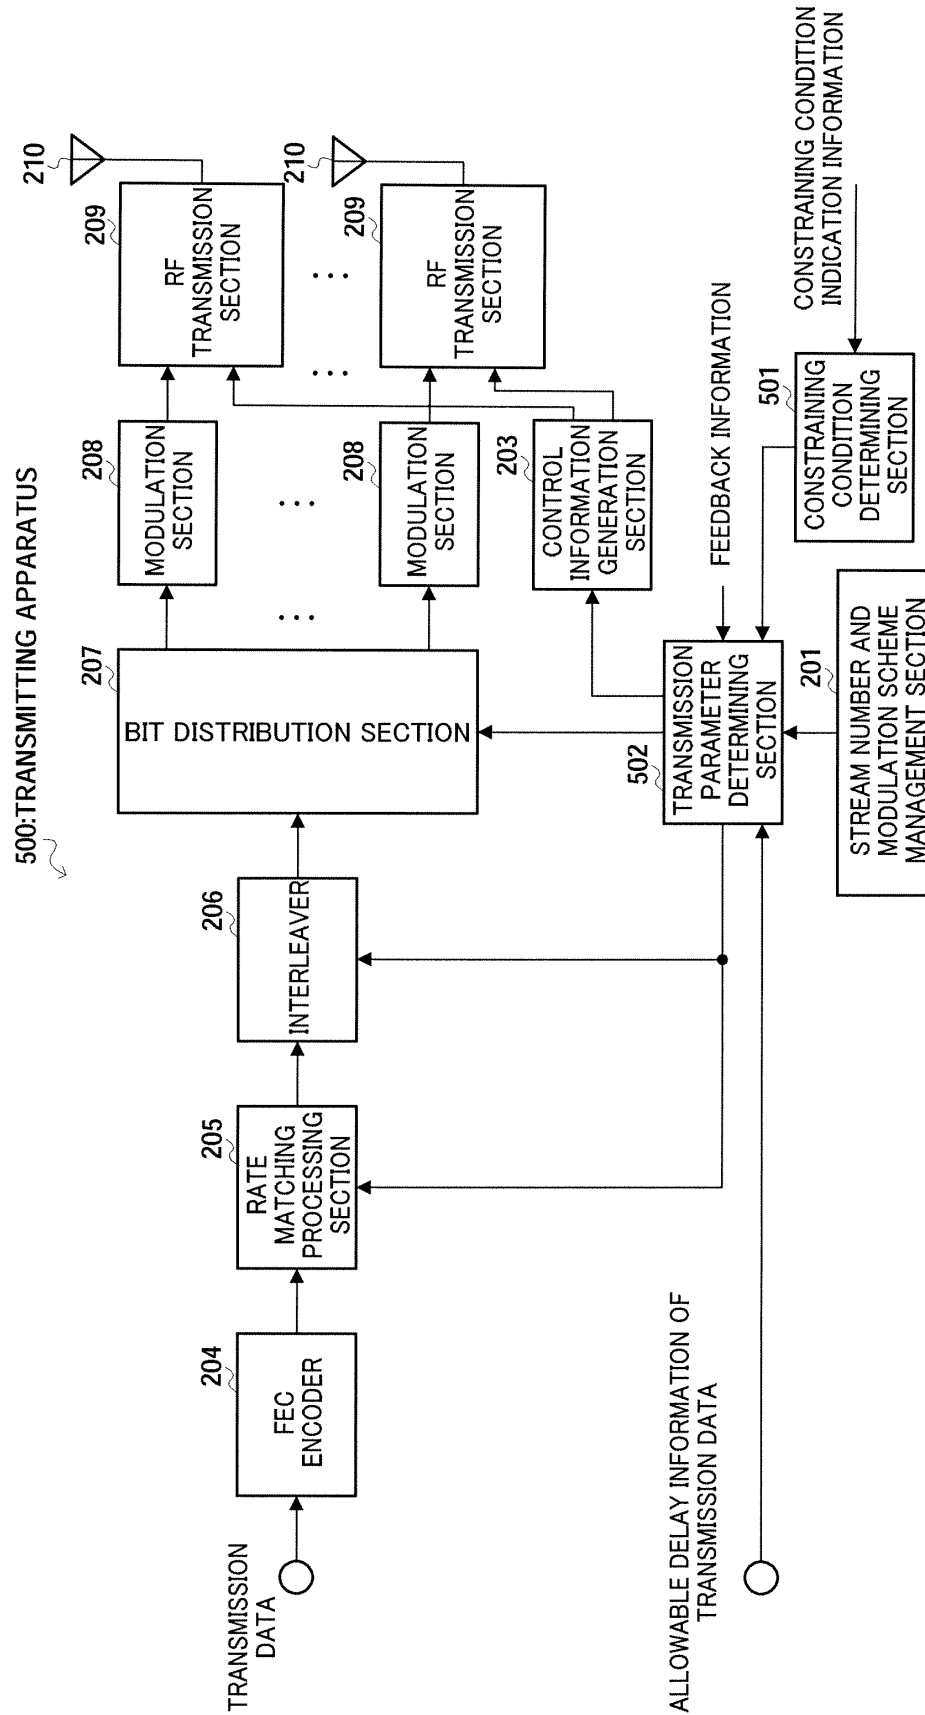 500:TRANSMITTING APPARATUS
TRANSMISSION
DATA
204
FEC
ENCODER
205
RATE
MATCHING
PROCESSING
SECTION
206
INTERLEAVER
207
BIT DISTRIBUTION SECTION
208
MODULATION
SECTION
...
...
208
MODULATION
SECTION
209
RF
TRANSMISSION
SECTION
...
...
209
RF
TRANSMISSION
SECTION
210
210
203
CONTROL
INFORMATION
GENERATION
SECTION
ALLOWABLE DELAY INFORMATION OF
TRANSMISSION DATA
502
TRANSMISSION
PARAMETER
DETERMINING
SECTION
FEEDBACK INFORMATION
201
STREAM NUMBER AND
MODULATION SCHEME
MANAGEMENT SECTION
501
CONSTRAINING
CONDITION
DETERMINING
SECTION
CONSTRAINING CONDITION
INDICATION INFORMATION